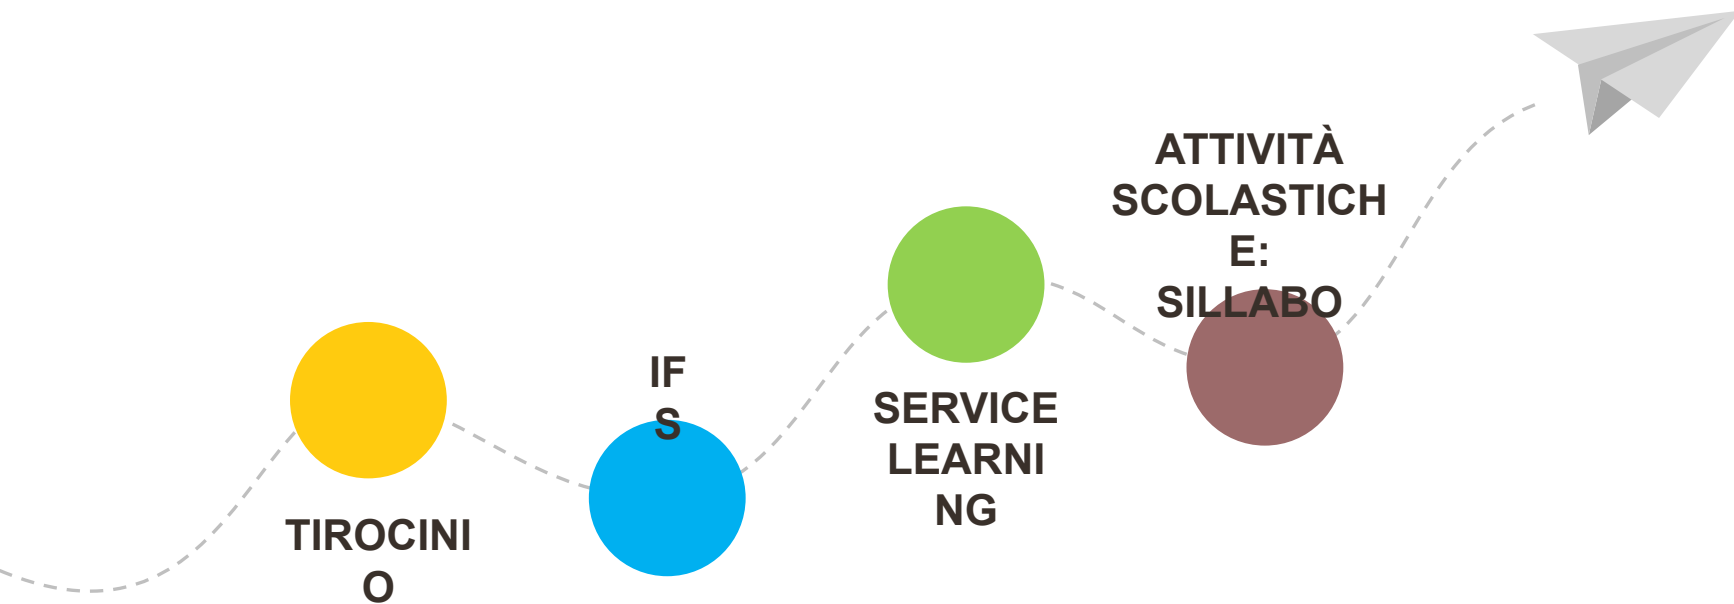 TIROCINI
O
IF
S
SERVICE
LEARNI
NG
ATTIVITÀ
SCOLASTICH
E:
SILLABO